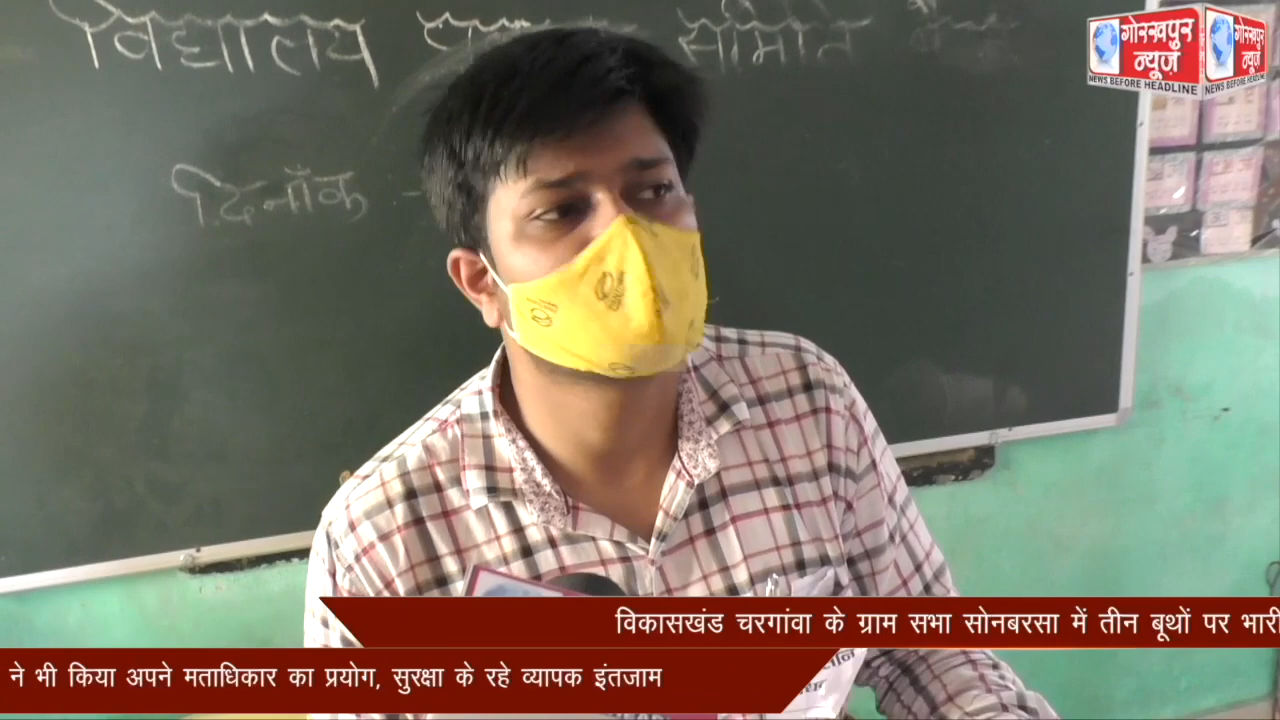 विद्यालय
दिनॉक -
गोरखपुर
न्यूज़
NEWS BEFORE HEADLINE
गोरखपुर
न्यूज़
NEWS BEFORE HEADLINE
विकासखंड चरगांवा के ग्राम सभा सोनबरसा में तीन बूथों पर भारी
ने भी किया अपने मताधिकार का प्रयोग, सुरक्षा के रहे व्यापक इंतजाम